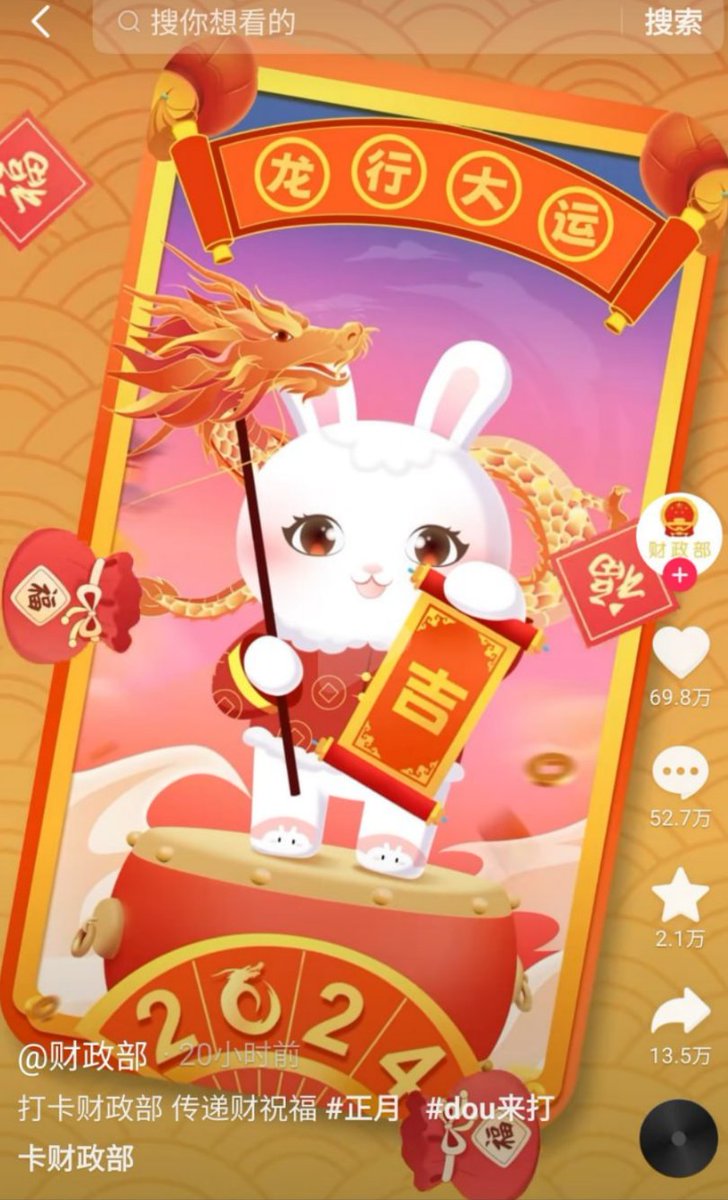 搜你想看的
搜索
福
龙行大运
福
福
吉
财政部
69.8万
52.7万
2.1万
13.5万
2024
@财政部 · 20小时前
福
打卡财政部 传递财祝福 #正月 #dou来打
卡财政部